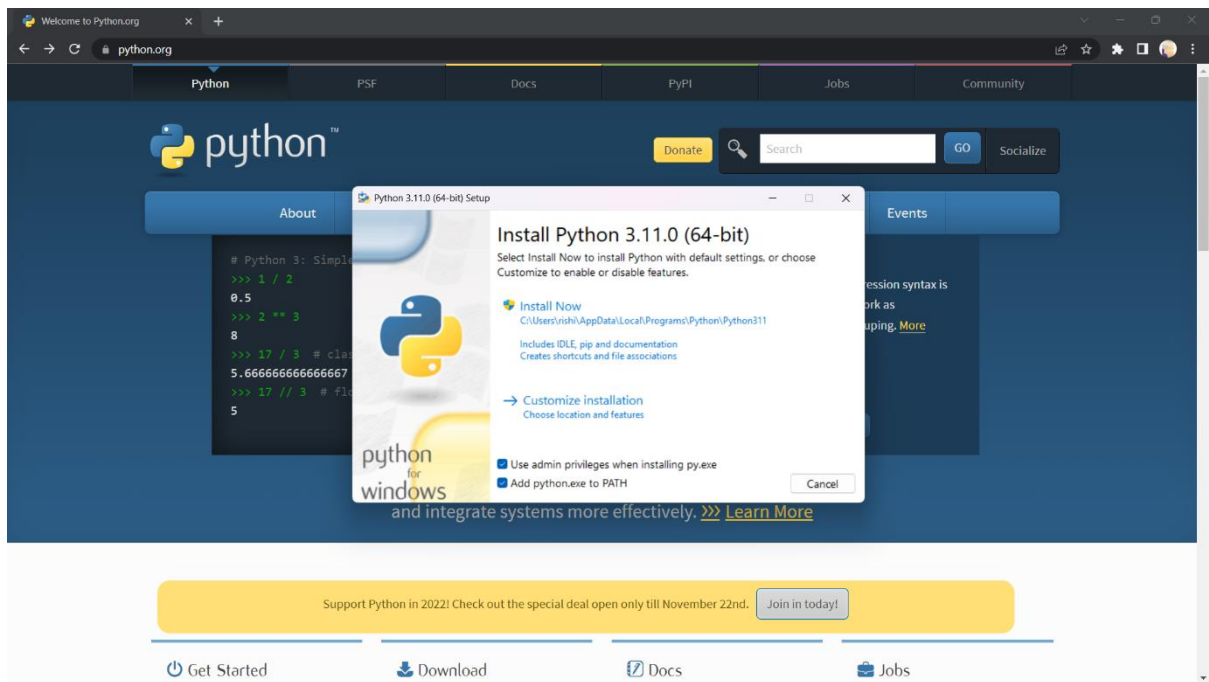 Welcome to Python.org
python.org
Python PSF Docs PyPI Jobs Community
python™
Donate Search GO Socialize
About Events
Python 3.11.0 (64-bit) Setup
Install Python 3.11.0 (64-bit)
Select Install Now to install Python with default settings, or choose
Customize to enable or disable features.
Install Now
C:\Users\rishi\AppData\Local\Programs\Python\Python311
Includes IDLE, pip and documentation
Creates shortcuts and file associations
Customize installation
Choose location and features
Use admin privileges when installing py.exe
Add python.exe to PATH
Cancel
python
for
windows
# Python 3: Simple
>>> 1 / 2
0.5
>>> 2 ** 3
8
>>> 17 / 3 # clas
5.666666666666667
>>> 17 // 3 # flo
5
ression syntax is
ork as
uping. More
and integrate systems more effectively. >>> Learn More
Support Python in 2022! Check out the special deal open only till November 22nd. Join in today!
Get Started Download Docs Jobs